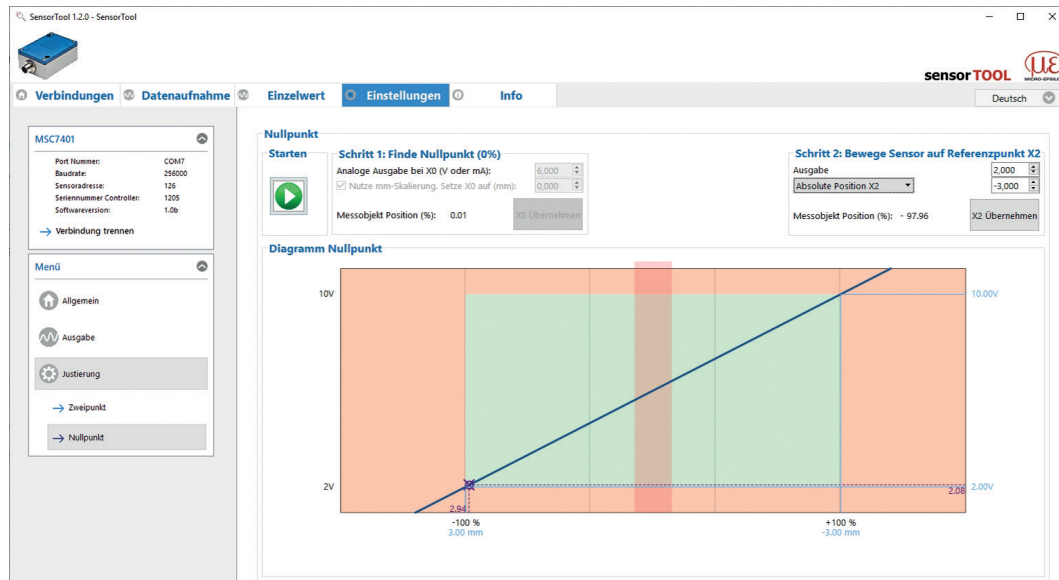 SensorTool 1.2.0 - SensorTool
sensorTOOL
με
MICRO-EPSILON
Verbindungen
Datenaufnahme
Einzelwert
Einstellungen
Info
Deutsch
MSC7401
Port Nummer: COM7
Baudrate: 256000
Sensoradresse: 126
Seriennummer Controller: 1205
Softwareversion: 1.0b
Verbindung trennen
Menü
Allgemein
Ausgabe
Justierung
Zweipunkt
Nullpunkt
Nullpunkt
Starten
Schritt 1: Finde Nullpunkt (0%)
Analoge Ausgabe bei X0 (V oder mA): 6,000
Nutze mm-Skalierung. Setze X0 auf (mm): 0,000
Messobjekt Position (%): 0.01
X0 Übernehmen
Schritt 2: Bewege Sensor auf Referenzpunkt X2
Ausgabe 2,000
Absolute Position X2 -3,000
Messobjekt Position (%): - 97.96
X2 Übernehmen
Diagramm Nullpunkt
10V
10.00V
2V
2.94
2.08
2.00V
-100 %
+100 %
3.00 mm
-3.00 mm